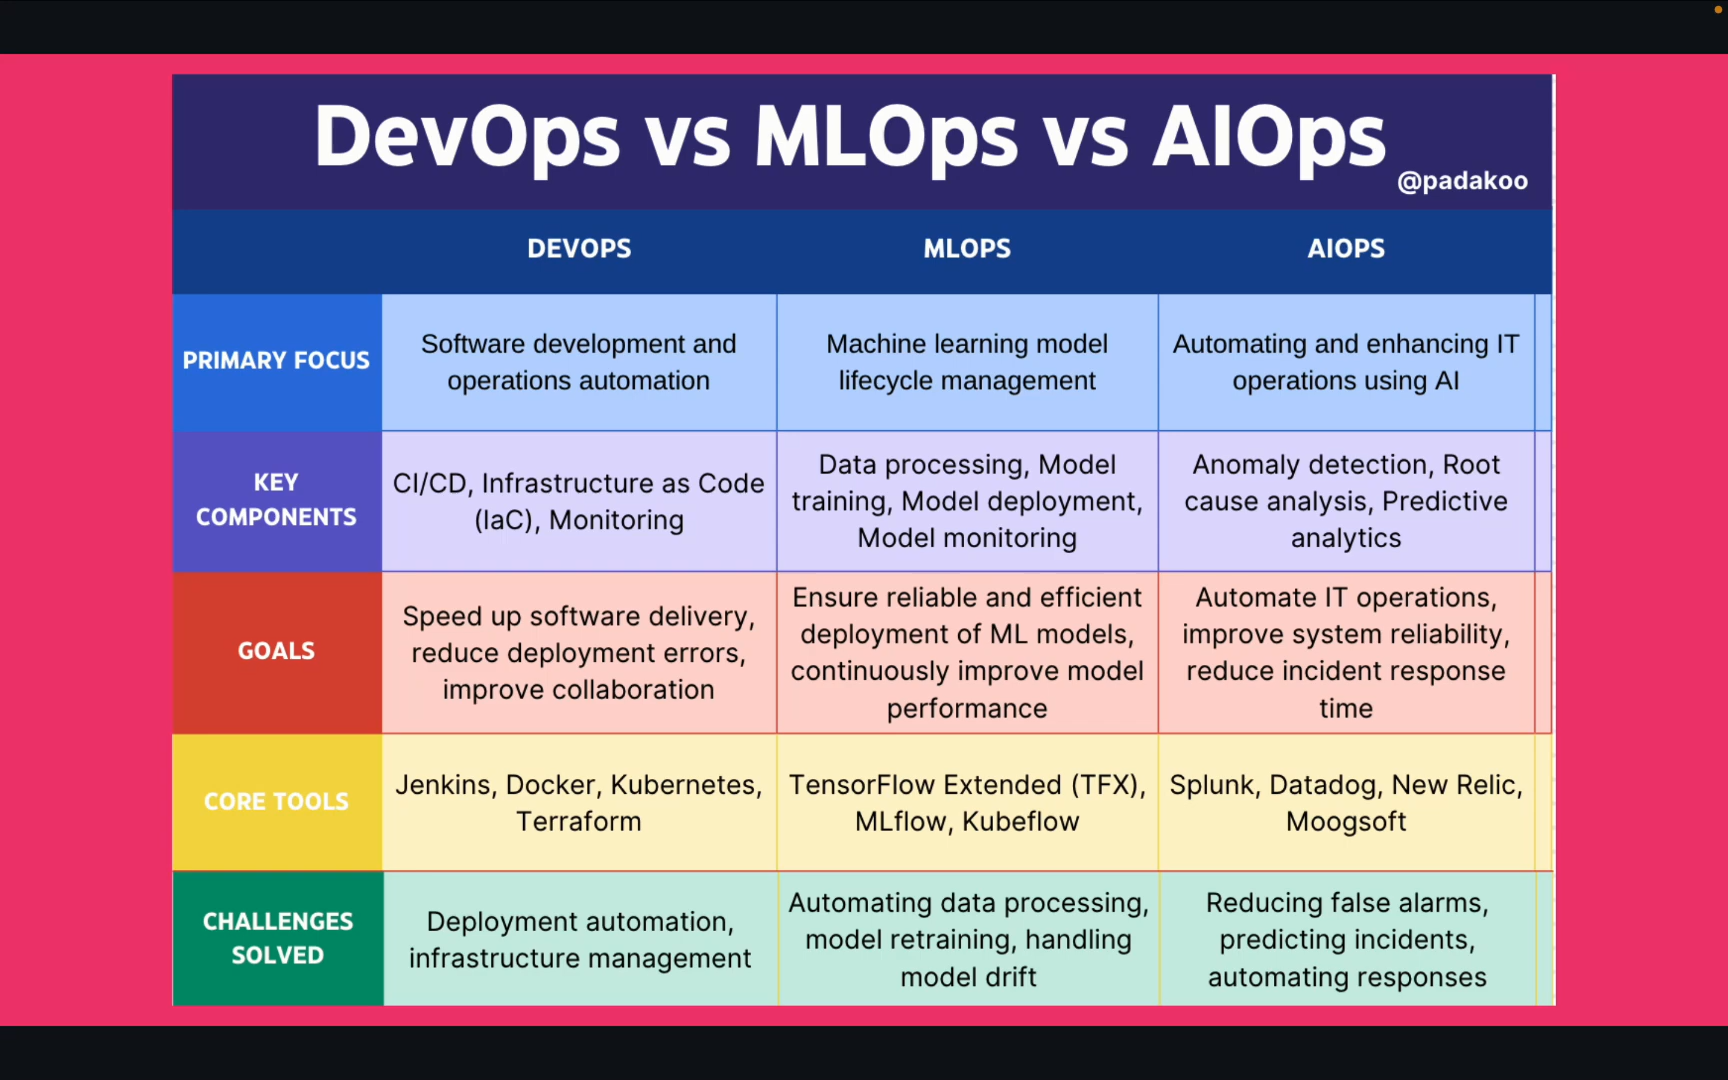 DevOps vs MLOps vs AIOps
@padakoo
DEVOPS
MLOPS
AIOPS
PRIMARY FOCUS
Software development and
operations automation
Machine learning model
lifecycle management
Automating and enhancing IT
operations using AI
KEY
COMPONENTS
CI/CD, Infrastructure as Code
(IaC), Monitoring
Data processing, Model
training, Model deployment,
Model monitoring
Anomaly detection, Root
cause analysis, Predictive
analytics
GOALS
Speed up software delivery,
reduce deployment errors,
improve collaboration
Ensure reliable and efficient
deployment of ML models,
continuously improve model
performance
Automate IT operations,
improve system reliability,
reduce incident response
time
CORE TOOLS
Jenkins, Docker, Kubernetes,
Terraform
TensorFlow Extended (TFX),
MLflow, Kubeflow
Splunk, Datadog, New Relic,
Moogsoft
CHALLENGES
SOLVED
Deployment automation,
infrastructure management
Automating data processing,
model retraining, handling
model drift
Reducing false alarms,
predicting incidents,
automating responses